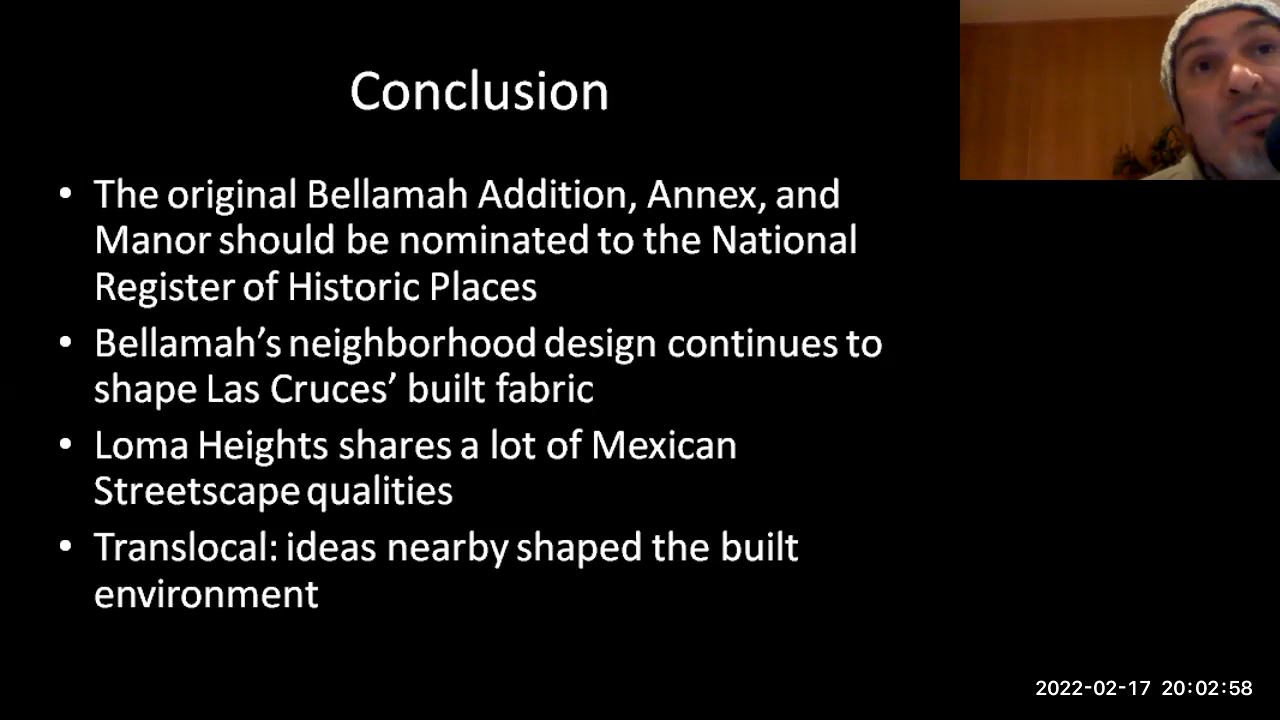 Conclusion
• The original Bellamah Addition, Annex, and
Manor should be nominated to the National
Register of Historic Places
• Bellamah’s neighborhood design continues to
shape Las Cruces’ built fabric
• Loma Heights shares a lot of Mexican
Streetscape qualities
• Translocal: ideas nearby shaped the built
environment
2022-02-17 20:02:58